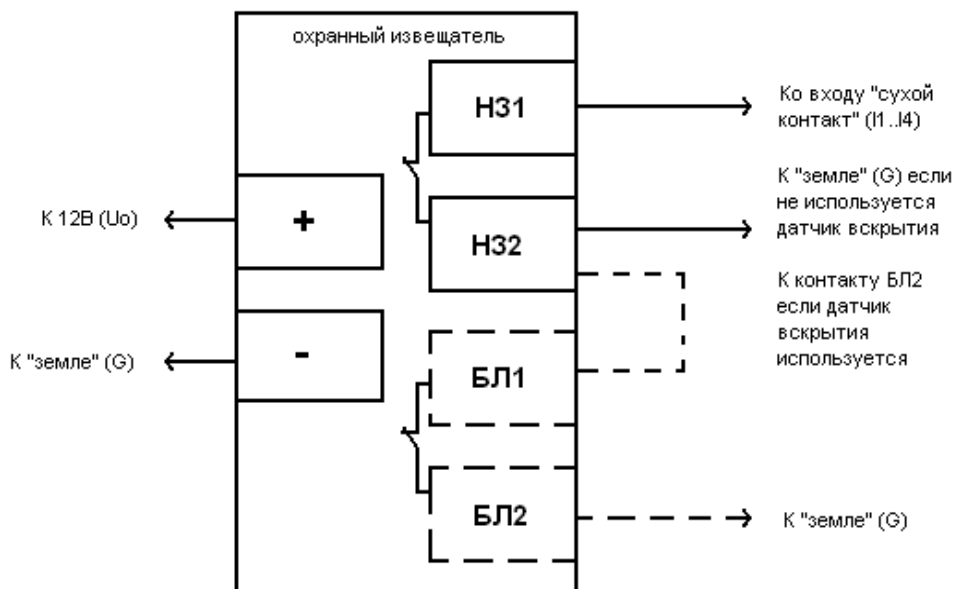 охранный извещатель
НЗ1
Ко входу "сухой
контакт" (I1..I4)
К "земле" (G) если
не используется
датчик вскрытия
К 12В (Uo)
+
НЗ2
К контакту БЛ2
если датчик
вскрытия
используется
К "земле" (G)
-
БЛ1
БЛ2
К "земле" (G)